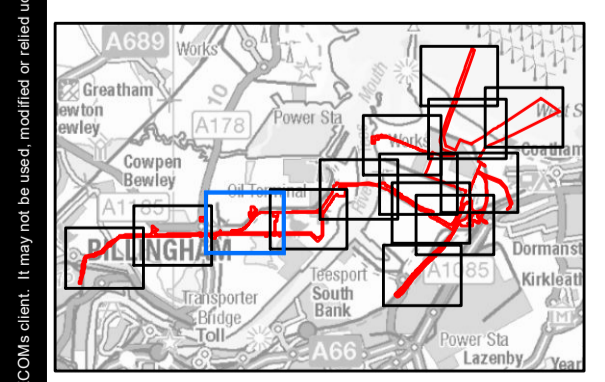 COMs client. It may not be used, modified or relied
A689
Works
Greatham
ewton
ewley
10
A178
Power Sta
Mouth
Works
West S
Coatham
Cowpen
Bewley
Oil Terminal
A1185
BILLINGHAM
Dormanst
Teesport
A1085
Kirkleat
South
Bank
Transporter
Bridge
Toll
A66
Power Sta
Lazenby
Year